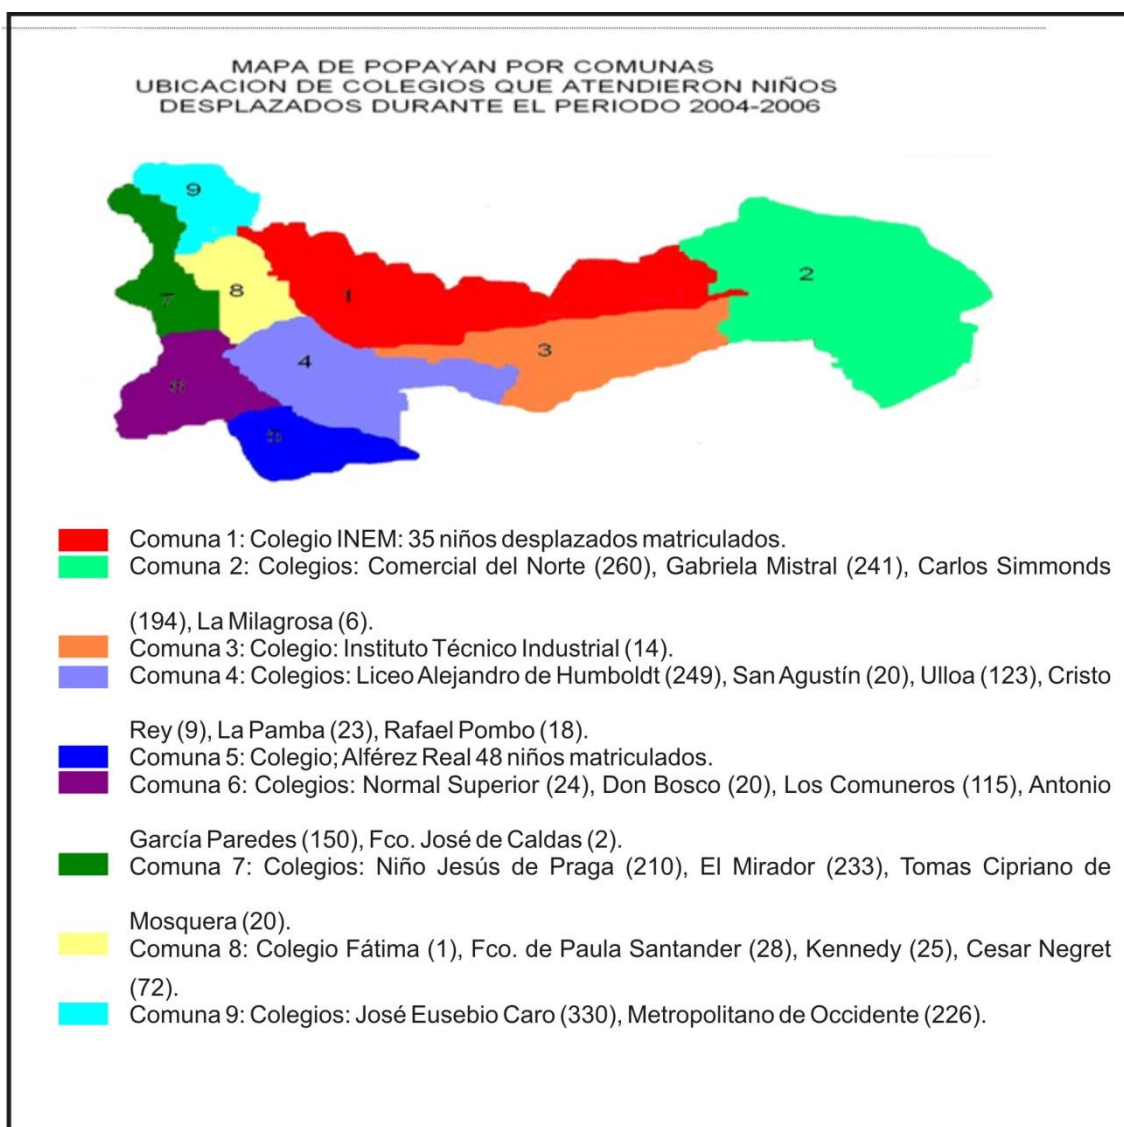 MAPA DE POPAYAN POR COMUNAS
UBICACION DE COLEGIOS QUE ATENDIERON NIÑOS
DESPLAZADOS DURANTE EL PERIODO 2004-2006
9
2
8
7
1
3
4
6
5
Comuna 1: Colegio INEM: 35 niños desplazados matriculados.
Comuna 2: Colegios: Comercial del Norte (260), Gabriela Mistral (241), Carlos Simmonds
(194), La Milagrosa (6).
Comuna 3: Colegio: Instituto Técnico Industrial (14).
Comuna 4: Colegios: Liceo Alejandro de Humboldt (249), San Agustín (20), Ulloa (123), Cristo
Rey (9), La Pamba (23), Rafael Pombo (18).
Comuna 5: Colegio; Alférez Real 48 niños matriculados.
Comuna 6: Colegios: Normal Superior (24), Don Bosco (20), Los Comuneros (115), Antonio
García Paredes (150), Fco. José de Caldas (2).
Comuna 7: Colegios: Niño Jesús de Praga (210), El Mirador (233), Tomas Cipriano de
Mosquera (20).
Comuna 8: Colegio Fátima (1), Fco. de Paula Santander (28), Kennedy (25), Cesar Negret
(72).
Comuna 9: Colegios: José Eusebio Caro (330), Metropolitano de Occidente (226).